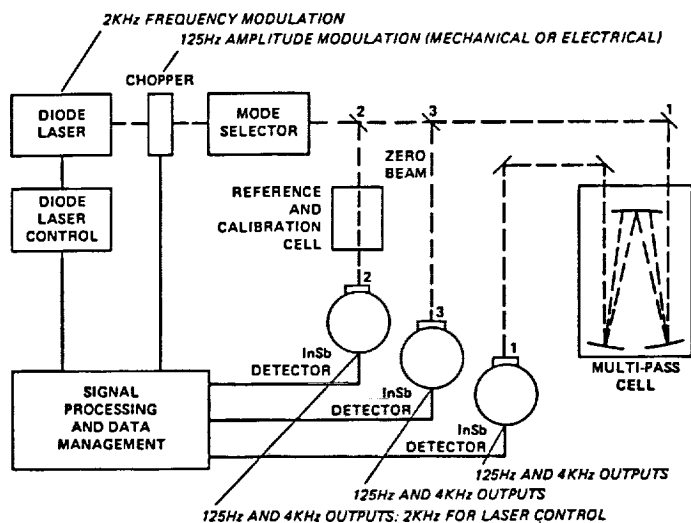 2KHz FREQUENCY MODULATION
125Hz AMPLITUDE MODULATION (MECHANICAL OR ELECTRICAL)
CHOPPER
DIODE
LASER
MODE
SELECTOR
2
3
1
ZERO
BEAM
DIODE
LASER
CONTROL
REFERENCE
AND
CALIBRATION
CELL
2
3
1
MULTI-PASS
CELL
SIGNAL
PROCESSING
AND DATA
MANAGEMENT
InSb
DETECTOR
InSb
DETECTOR
InSb
DETECTOR
125Hz AND 4KHz OUTPUTS
125Hz AND 4KHz OUTPUTS
125Hz AND 4KHz OUTPUTS; 2KHz FOR LASER CONTROL